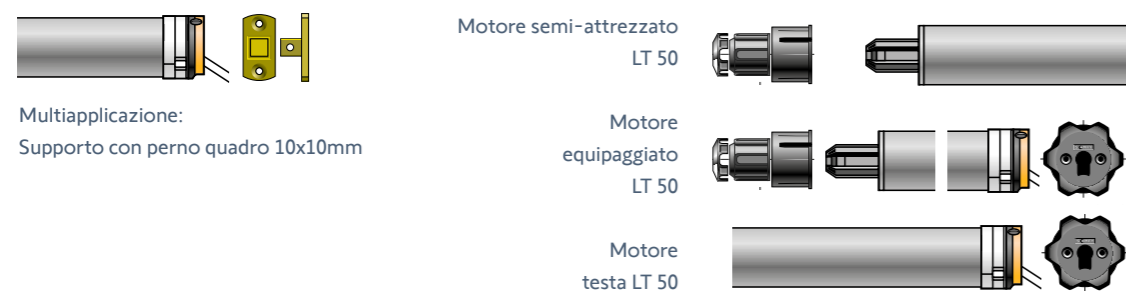 Multiapplicazione:
Supporto con perno quadro 10x10mm
Motore semi-attrezzato
LT 50
Motore
equipaggiato
LT 50
Motore
testa LT 50